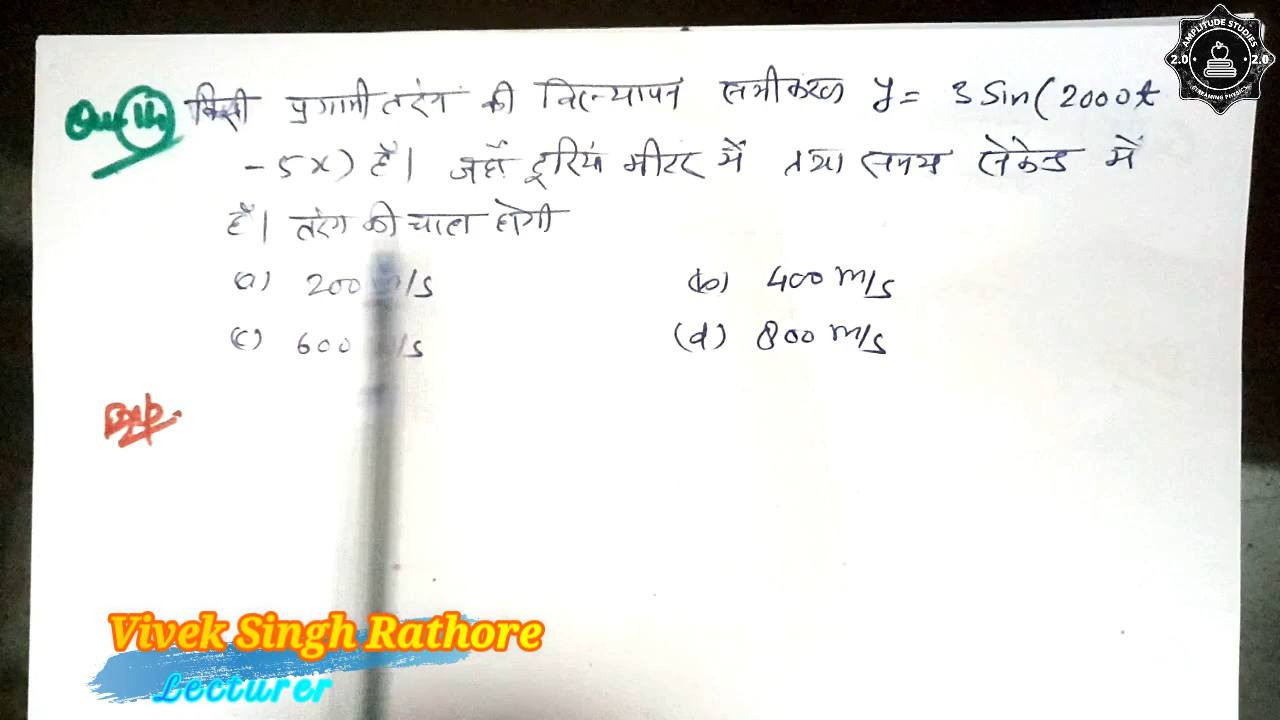 Que 14. किसी प्रगामी तरंग की विस्थापन समीकरण y = 3 Sin(2000t
- 5x) है। जहाँ दूरियाँ मीटर में तथा समय सेकेण्ड में
है। तरंग की चाल होगी
(a) 200 m/s (b) 400 m/s
(c) 600 m/s (d) 800 m/s
Exp.
Vivek Singh Rathore
Lecturer
AMPLITUDE STUDIES
2.0 2.0